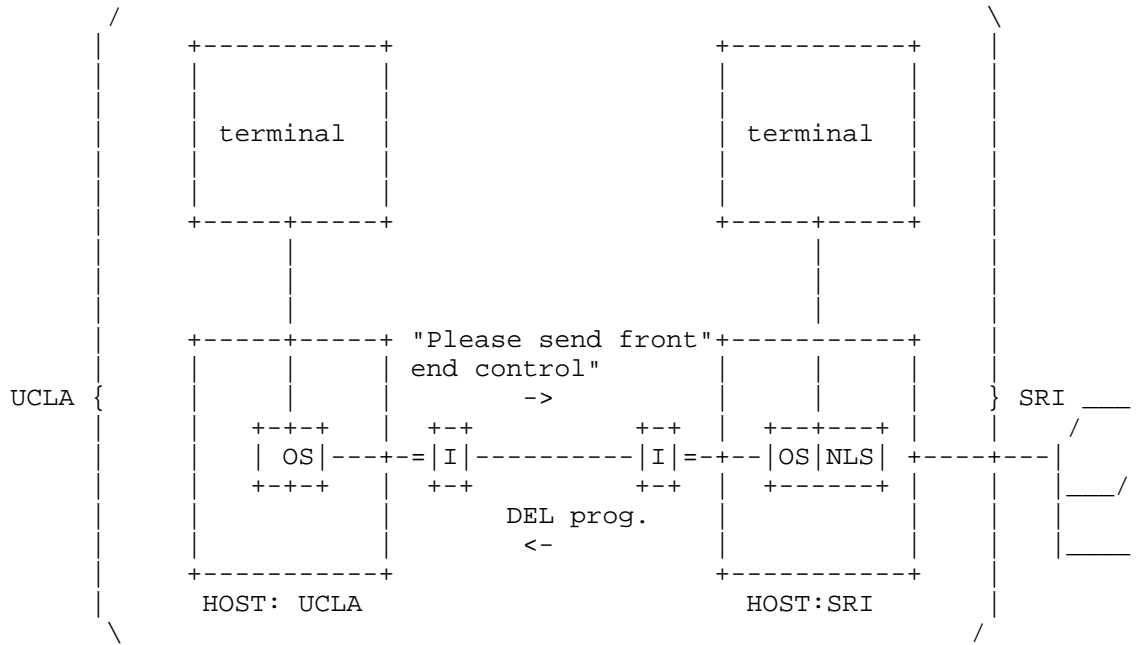 terminal terminal
"Please send front"
end control"
UCLA -> SRI
OS I I OS NLS
DEL prog.
<-
HOST: UCLA HOST:SRI